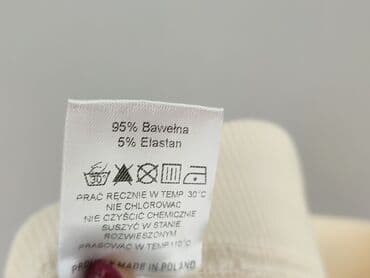 95% Bawełna
5% Elastan
30°
PRAĆ RĘCZNIE W TEMP. 30°C
NIE CHLOROWAĆ
NIE CZYŚCIĆ CHEMICZNIE
SUSZYĆ W STANIE
ROZWIESZONYM
PRASOWAĆ W TEMP 110°C
MADE IN POLAND